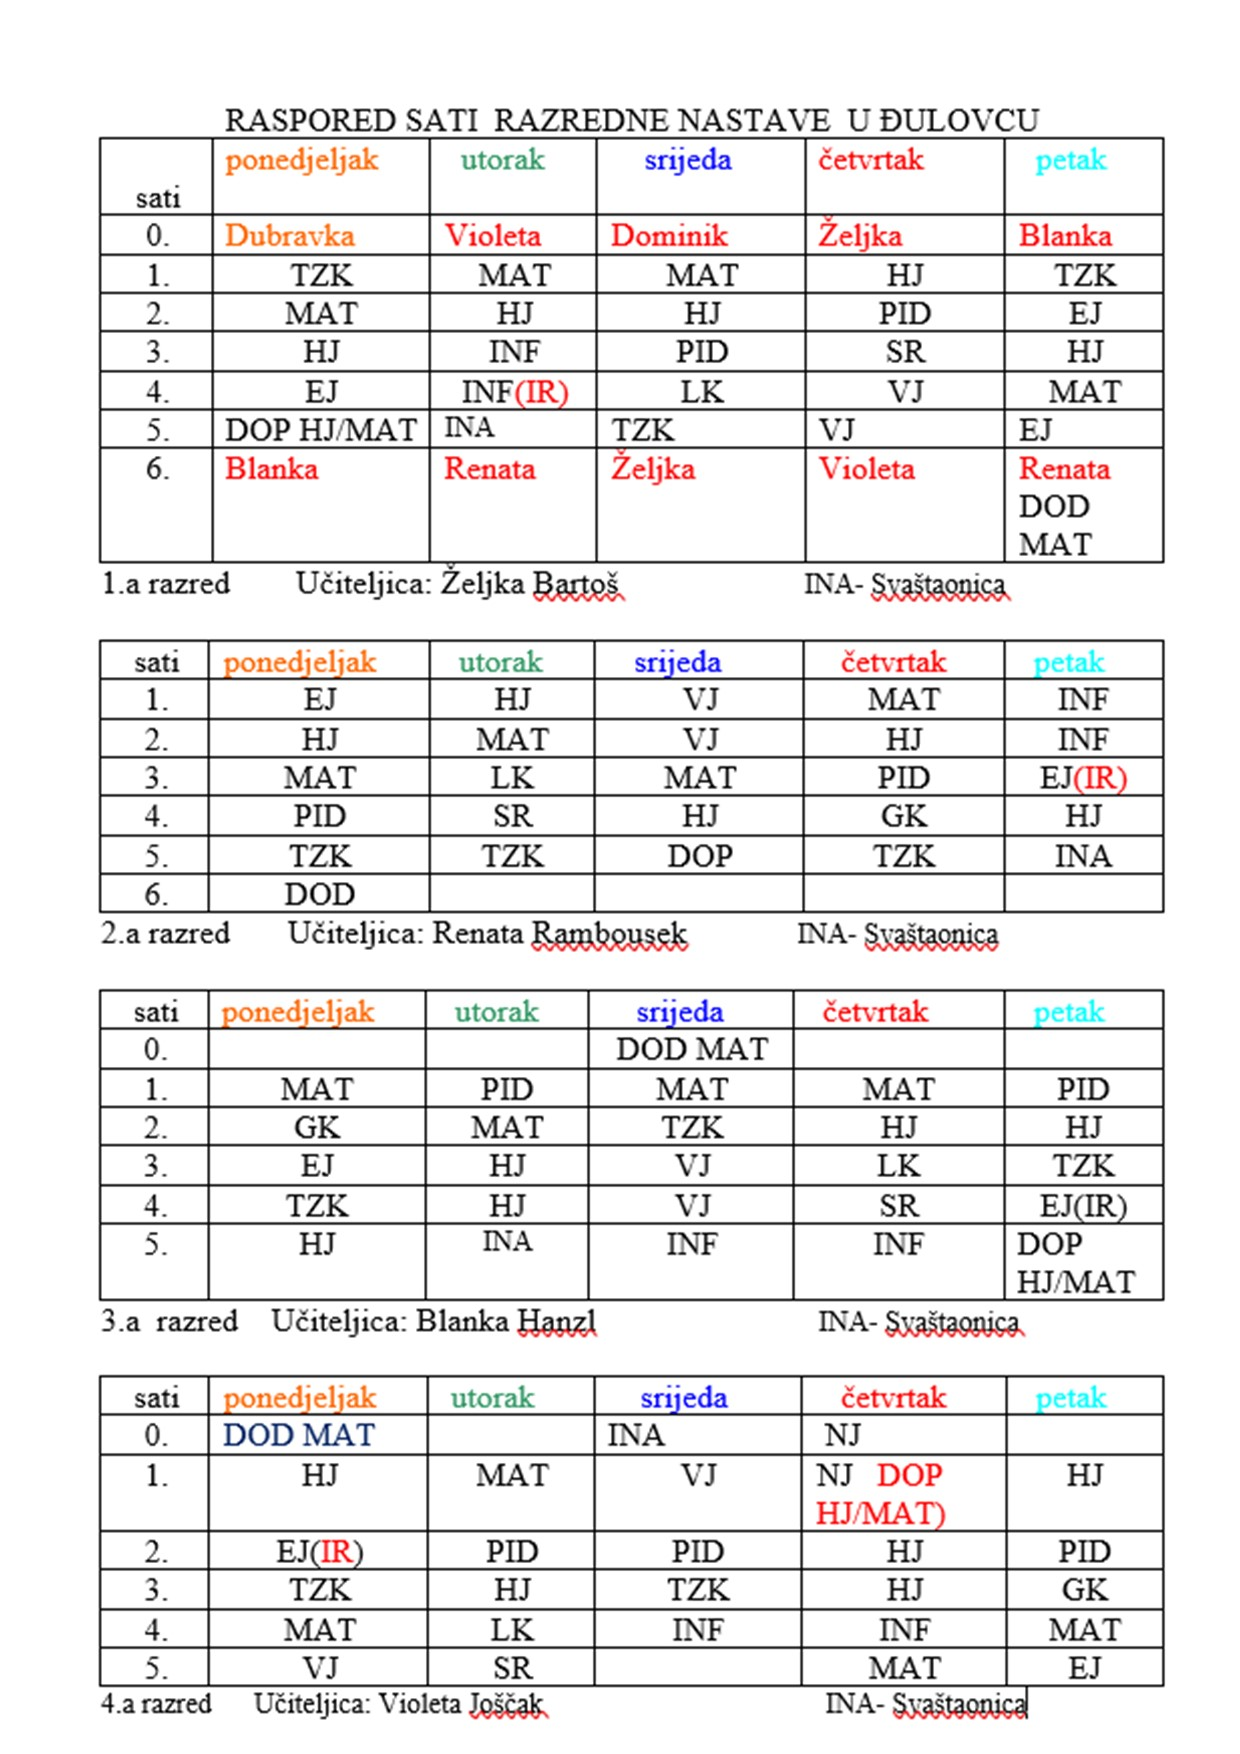 RASPORED SATI  RAZREDNE NASTAVE  U ĐULOVCU
ponedjeljak utorak srijeda četvrtak petak
sati
0. Dubravka Violeta Dominik Željka Blanka
1. TZK MAT MAT HJ TZK
2. MAT HJ HJ PID EJ
3. HJ INF PID SR HJ
4. EJ INF(IR) LK VJ MAT
5. DOP HJ/MAT INA TZK VJ EJ
6. Blanka Renata Željka Violeta Renata
DOD
MAT
1.a razred Učiteljica: Željka Bartoš INA- Svaštaonica
sati ponedjeljak utorak srijeda četvrtak petak
1. EJ HJ VJ MAT INF
2. HJ MAT VJ HJ INF
3. MAT LK MAT PID EJ(IR)
4. PID SR HJ GK HJ
5. TZK TZK DOP TZK INA
6. DOD
2.a razred Učiteljica: Renata Rambousek INA- Svaštaonica
sati ponedjeljak utorak srijeda četvrtak petak
0. DOD MAT
1. MAT PID MAT MAT PID
2. GK MAT TZK HJ HJ
3. EJ HJ VJ LK TZK
4. TZK HJ VJ SR EJ(IR)
5. HJ INA INF INF DOP
HJ/MAT
3.a razred Učiteljica: Blanka Hanzl INA- Svaštaonica
sati ponedjeljak utorak srijeda četvrtak petak
0. DOD MAT INA NJ
1. HJ MAT VJ NJ DOP HJ
HJ/MAT)
2. EJ(IR) PID PID HJ PID
3. TZK HJ TZK HJ GK
4. MAT LK INF INF MAT
5. VJ SR MAT EJ
4.a razred Učiteljica: Violeta Joščak INA- Svaštaonica